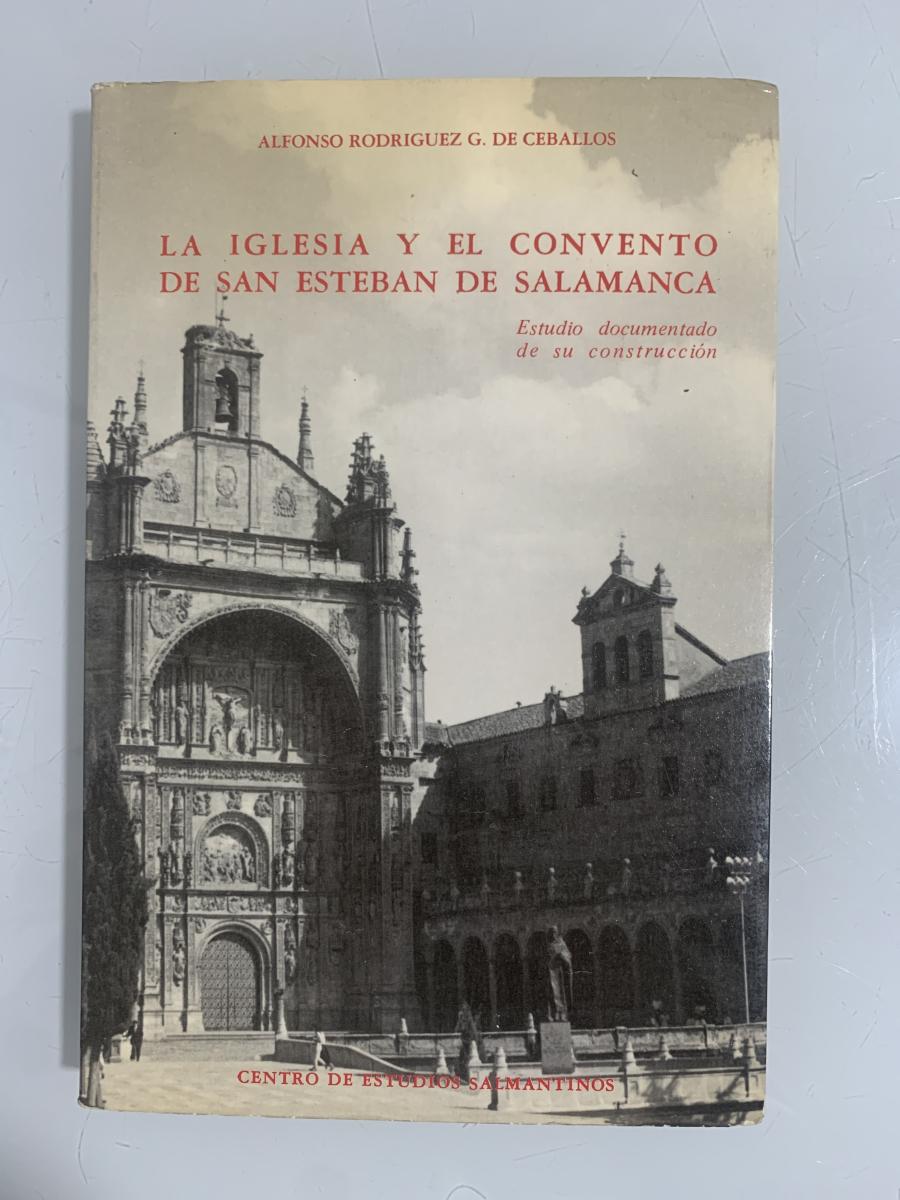 ALFONSO RODRIGUEZ G. DE CEBALLOS
LA IGLESIA Y EL CONVENTO
DE SAN ESTEBAN DE SALAMANCA
Estudio documentado
de su construcción
CENTRO DE ESTUDIOS SALMANTINOS